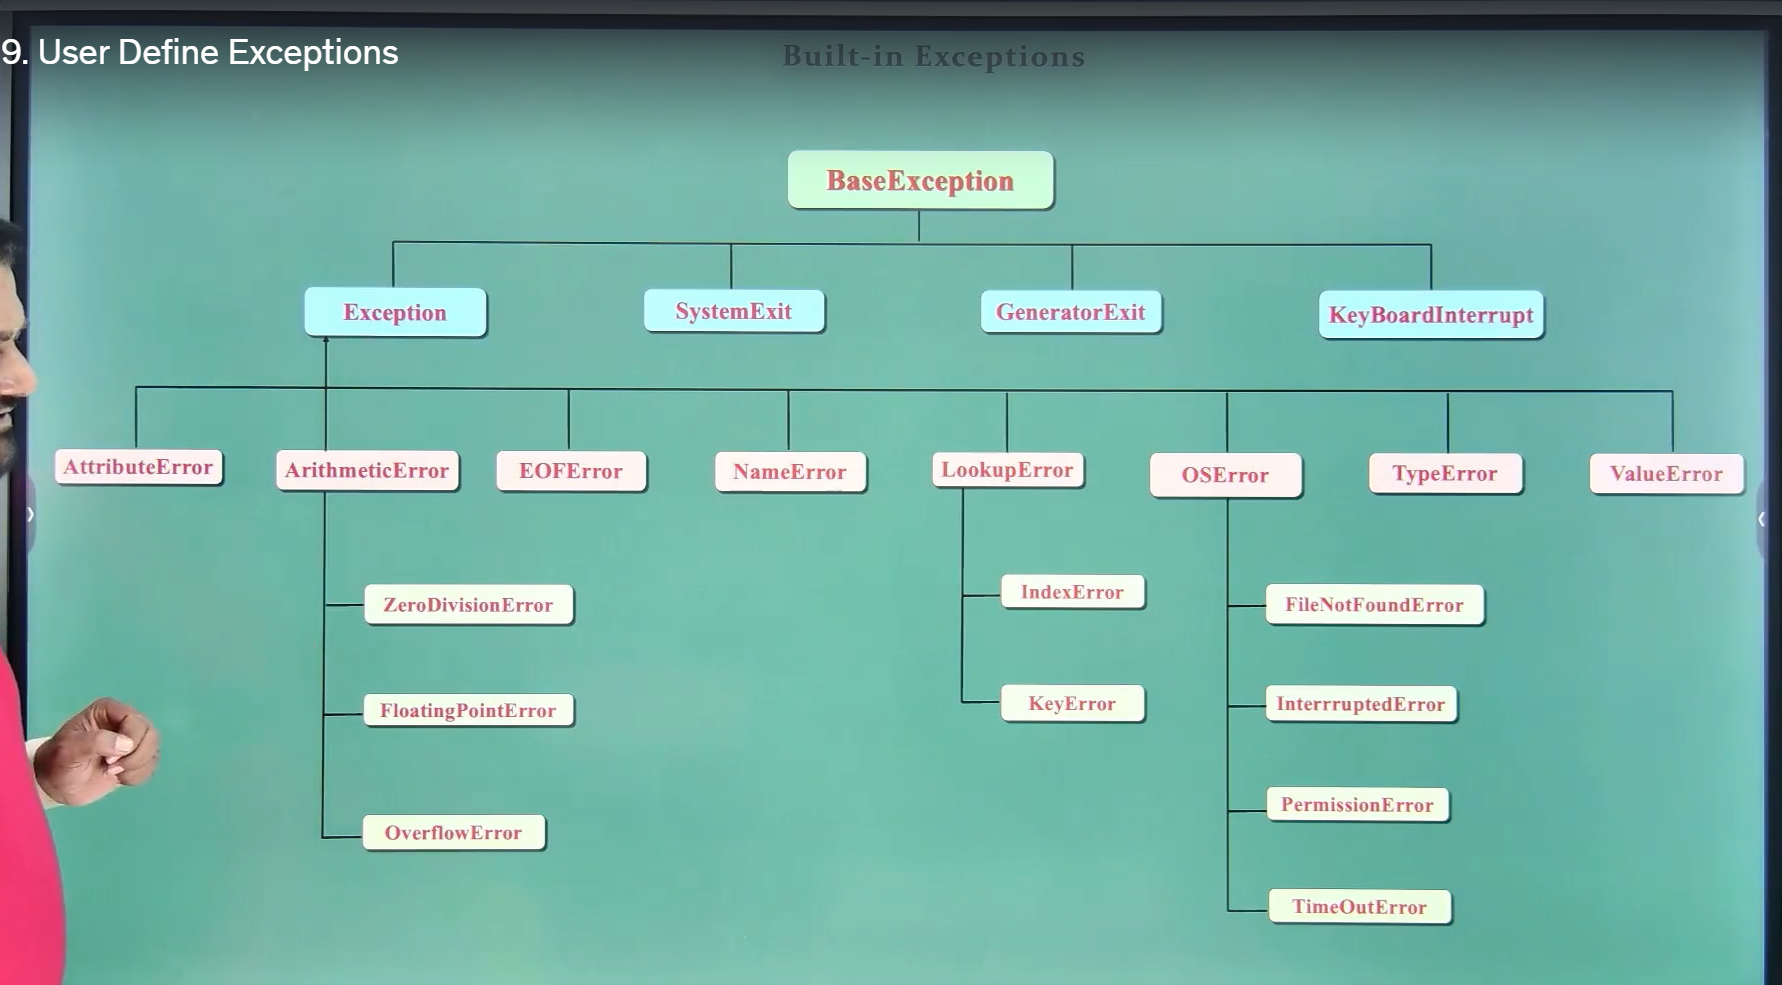 9. User Define Exceptions
Built-in Exceptions
BaseException
Exception
SystemExit
GeneratorExit
KeyBoardInterrupt
AttributeError
ArithmeticError
EOFError
NameError
LookupError
OSError
TypeError
ValueError
ZeroDivisionError
FloatingPointError
OverflowError
IndexError
KeyError
FileNotFoundError
InterrruptedError
PermissionError
TimeOutError